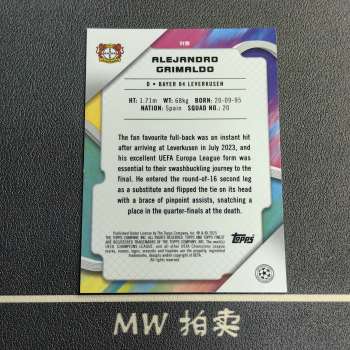 ALEJANDRO
GRIMALDO
D • BAYER 04 LEVERKUSEN
HT: 1.71m WT: 68kg BORN: 20-09-95
NATION: Spain SQUAD NO.: 20
The fan favourite full-back was an instant hit
after arriving at Leverkusen in July 2023, and
his excellent UEFA Europa League form was
essential to their swashbuckling journey to the
final. He entered the round-of-16 second leg
as a substitute and flipped the tie on its head
with a brace of pinpoint assists, snatching a
place in the quarter-finals at the death.
Topps
MW 拍卖